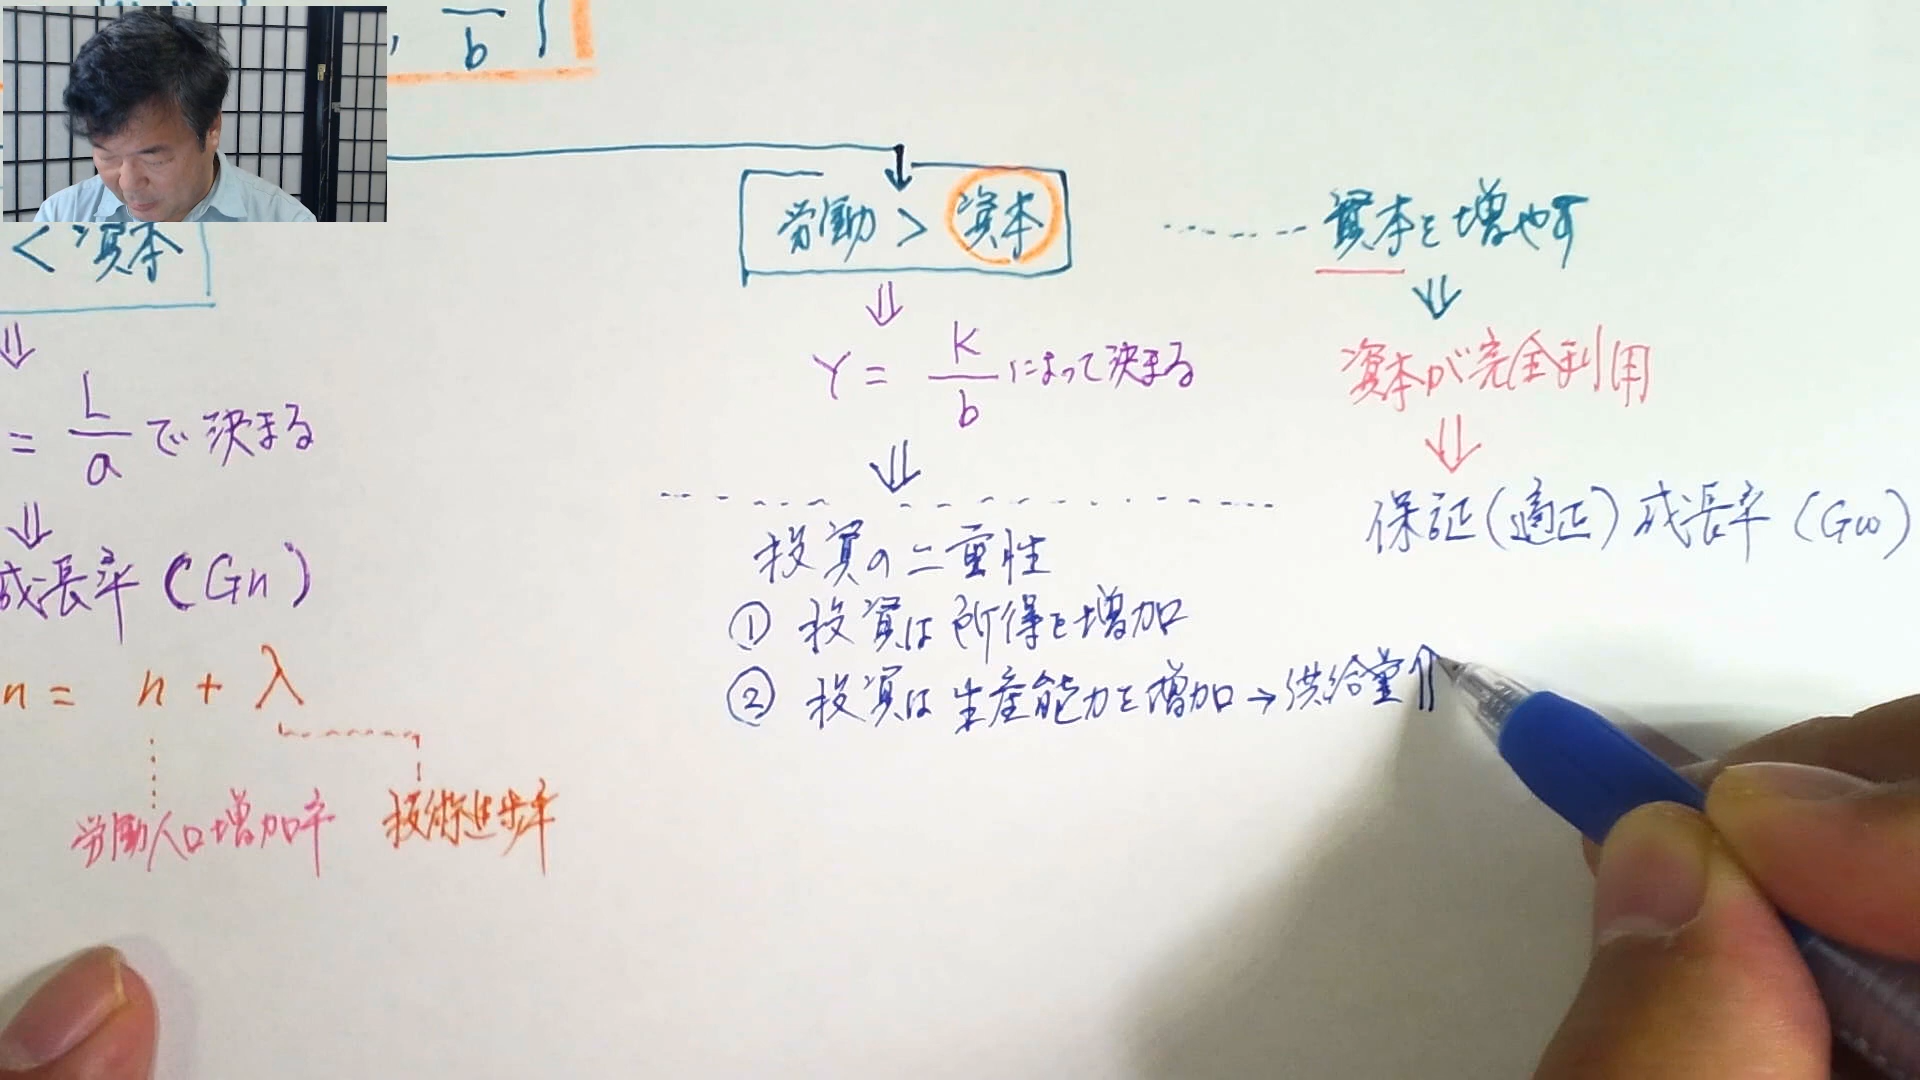 b
< 資本
= L/a で決まる
成長率 (Gn)
n = n + λ
労働人口増加率 技術進歩率
労働 > 資本
Y = K/b によって決まる
投資の二重性
① 投資は所得を増加
② 投資は生産能力を増加→供給量⇑
資本を増やす
資本が完全利用
保証(適正)成長率 (Gw)